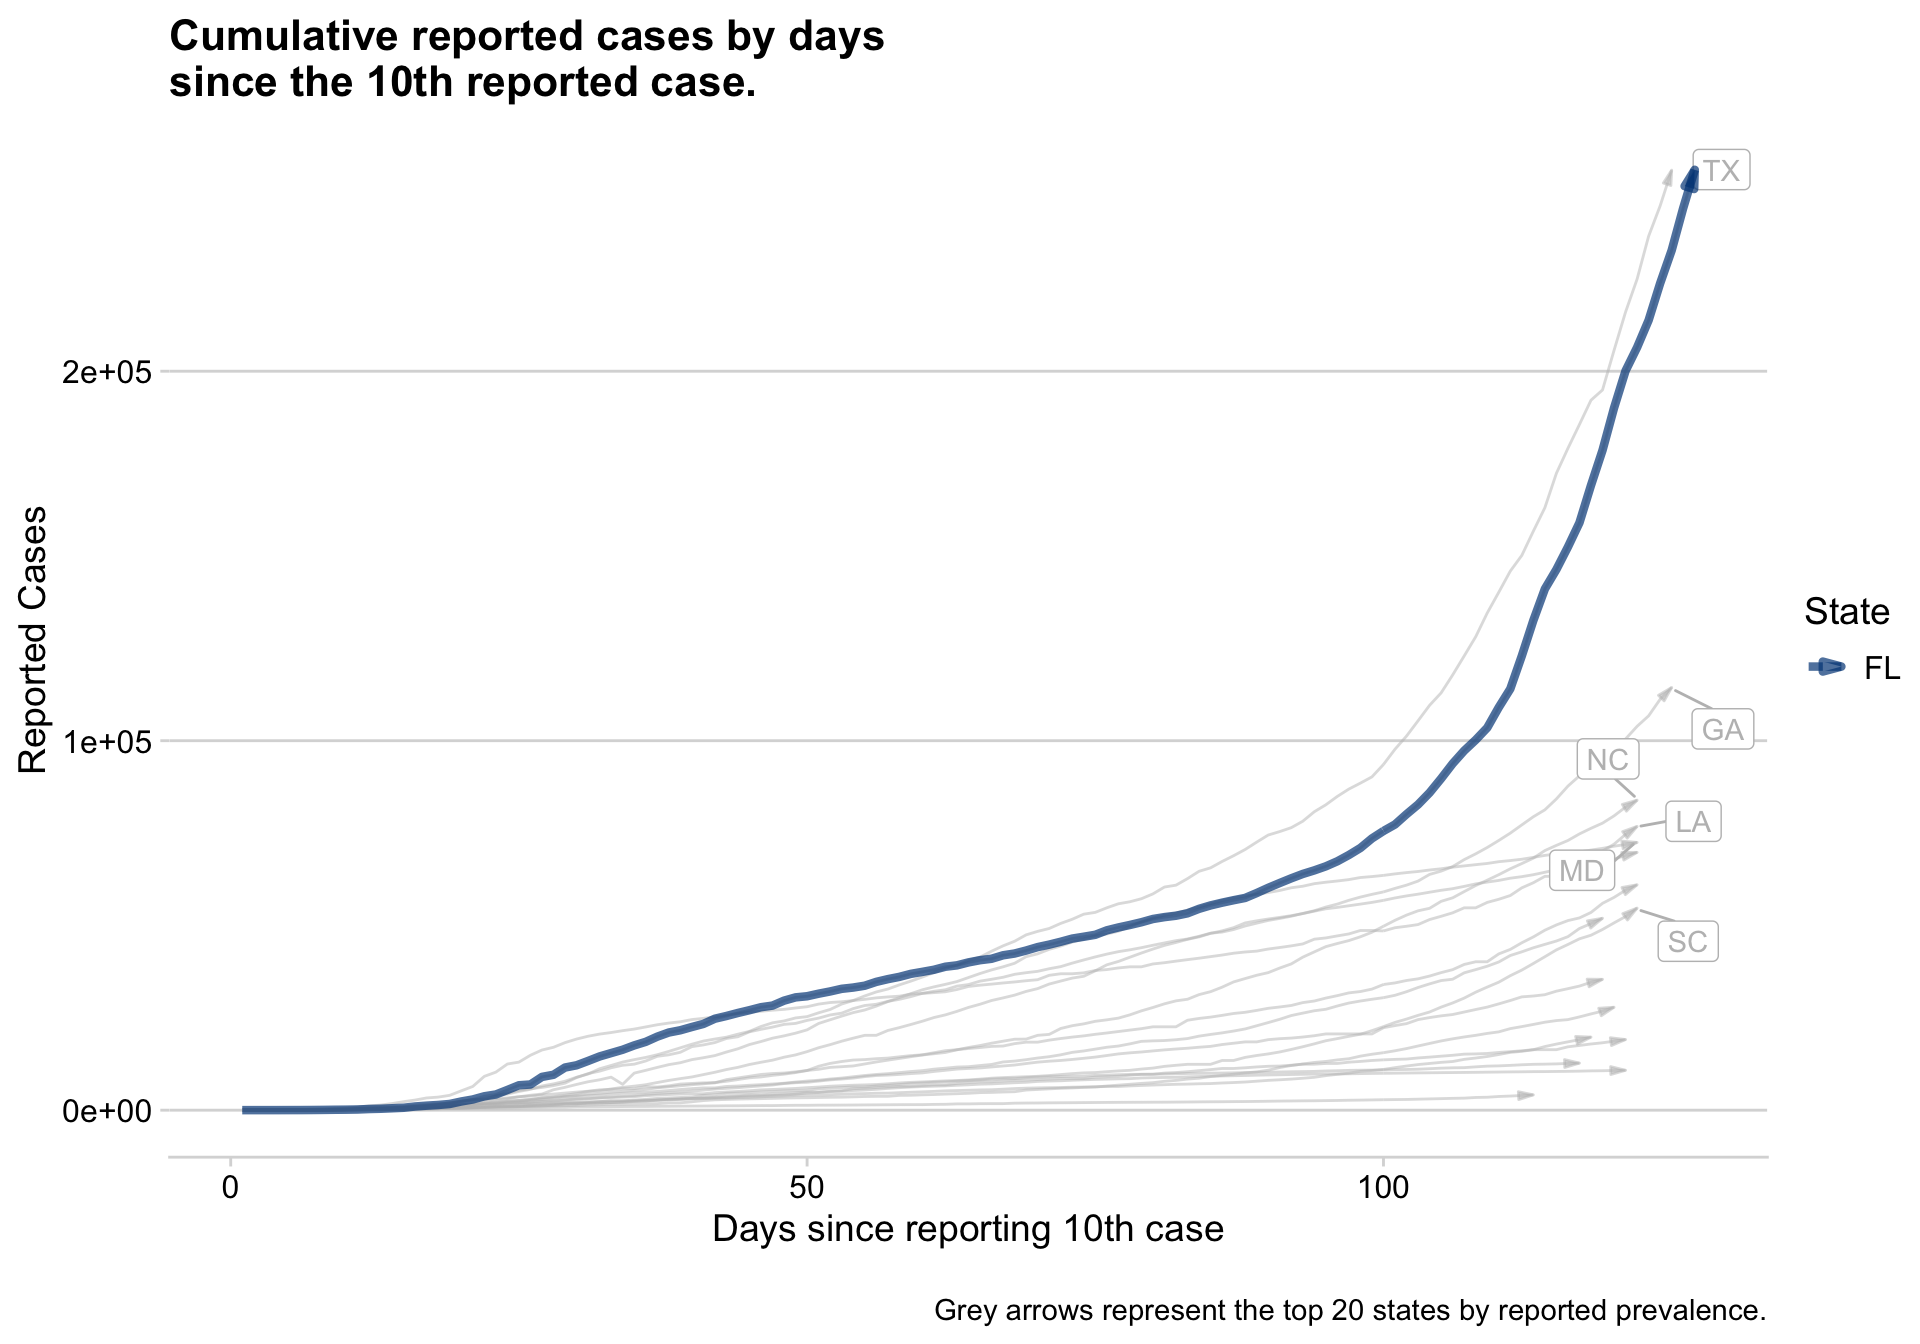 Cumulative reported cases by days
since the 10th reported case.
TX
2e+05
Reported Cases
State
FL
GA
1e+05
NC
LA
MD
SC
0e+00
0
50
100
Days since reporting 10th case
Grey arrows represent the top 20 states by reported prevalence.